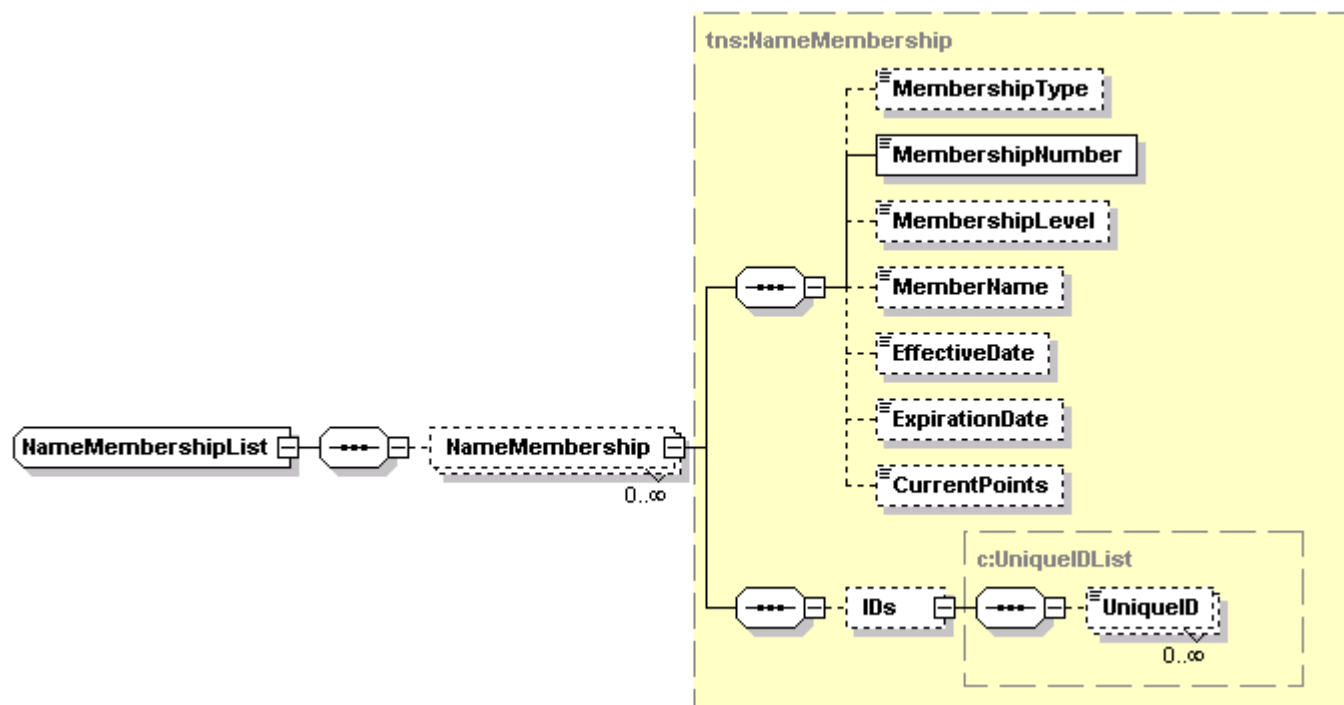 tns:NameMembership
MembershipType
MembershipNumber
MembershipLevel
MemberName
EffectiveDate
ExpirationDate
NameMembershipList
NameMembership
0..∞
CurrentPoints
c:UniqueIDList
IDs
UniqueID
0..∞